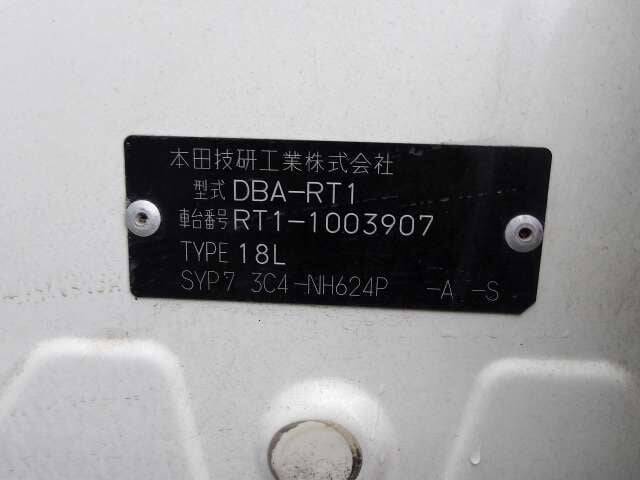 本田技研工業株式会社
型式 DBA-RT1
車台番号 RT1-1003907
TYPE 18L
SYP7 3C4-NH624P -A -S